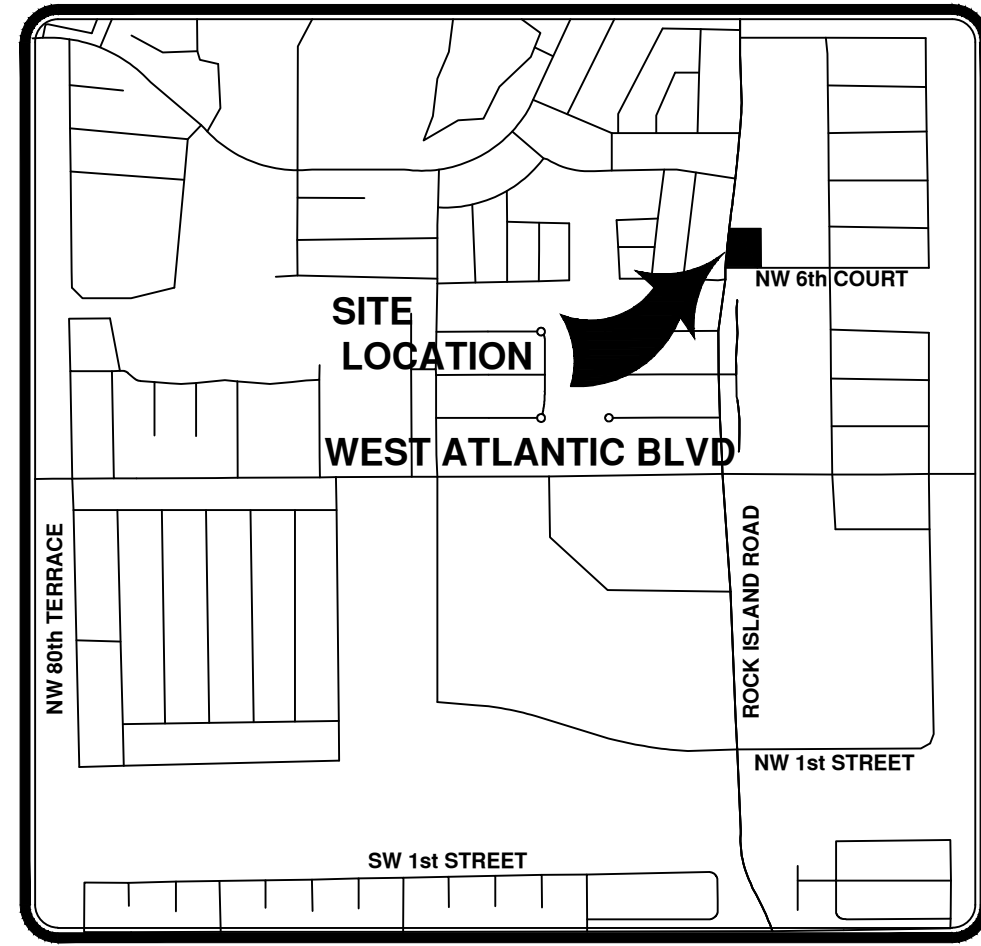 NW 6th COURT
SITE
LOCATION
WEST ATLANTIC BLVD
NW 80th TERRACE
ROCK ISLAND ROAD
NW 1st STREET
SW 1st STREET